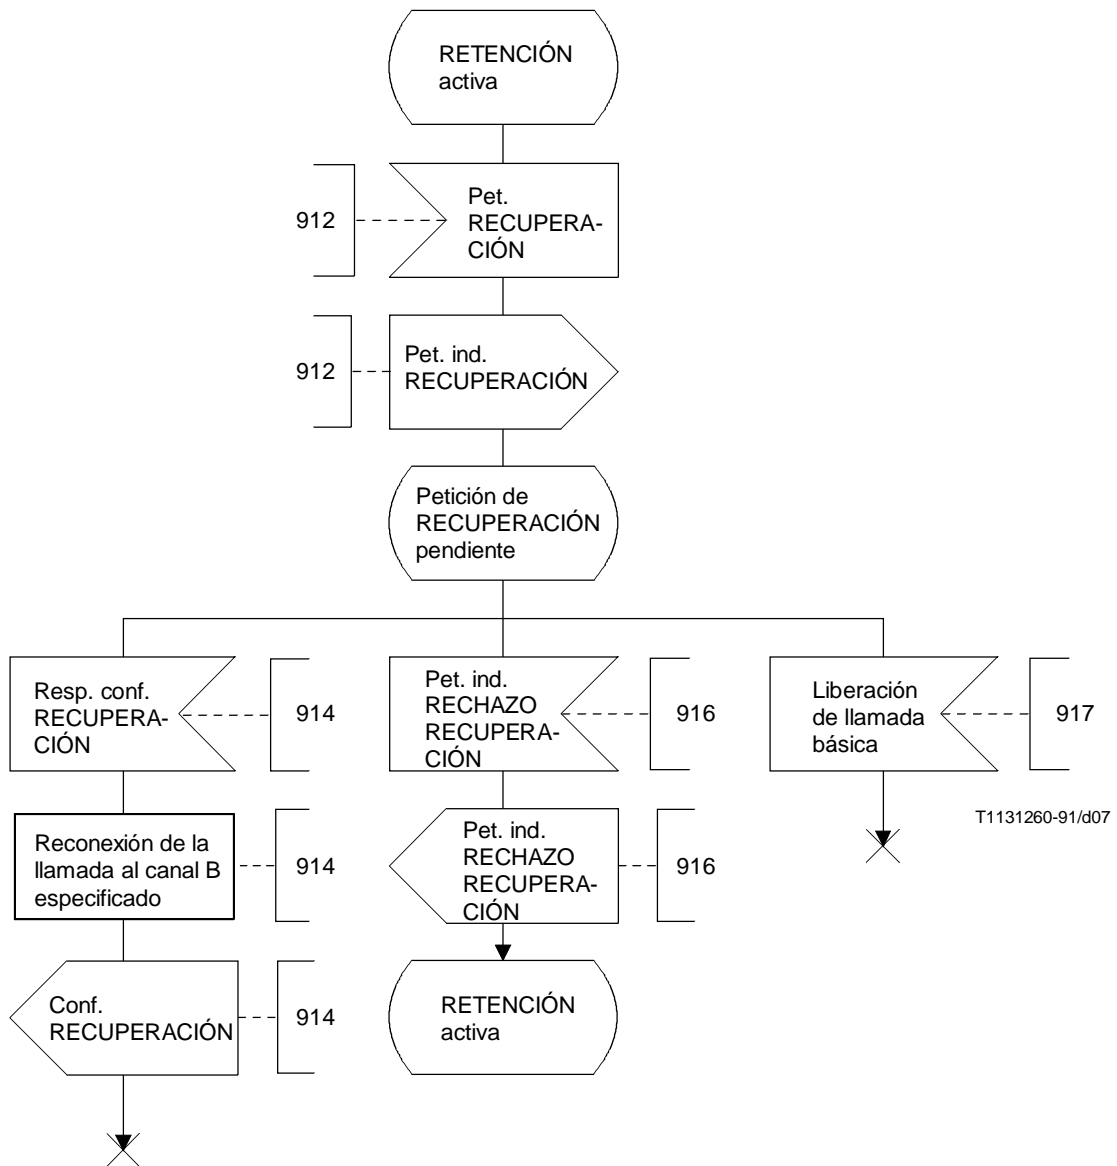 RETENCIÓN
activa
912
Pet.
RECUPERA-
CIÓN
912
Pet. ind.
RECUPERACIÓN
Petición de
RECUPERACIÓN
pendiente
Resp. conf.
RECUPERA-
CIÓN
914
Pet. ind.
RECHAZO
RECUPERA-
CIÓN
916
Liberación
de llamada
básica
917
Reconexión de la
llamada al canal B
especificado
914
Pet. ind.
RECHAZO
RECUPERA-
CIÓN
916
T1131260-91/d07
Conf.
RECUPERACIÓN
914
RETENCIÓN
activa